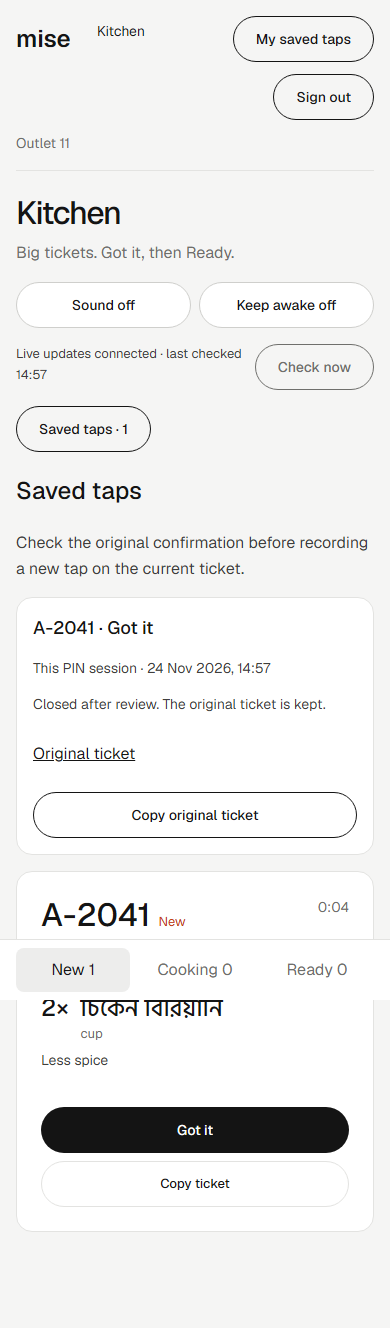 mise
Kitchen
My saved taps
Sign out
Outlet 11
Kitchen
Big tickets. Got it, then Ready.
Sound off
Keep awake off
Live updates connected · last checked
14:57
Check now
Saved taps · 1
Saved taps
Check the original confirmation before recording
a new tap on the current ticket.
A-2041 · Got it
This PIN session · 24 Nov 2026, 14:57
Closed after review. The original ticket is kept.
Original ticket
Copy original ticket
A-2041 New
0:04
New 1
Cooking 0
Ready 0
2× চিকেন বিরিয়ানি
cup
Less spice
Got it
Copy ticket